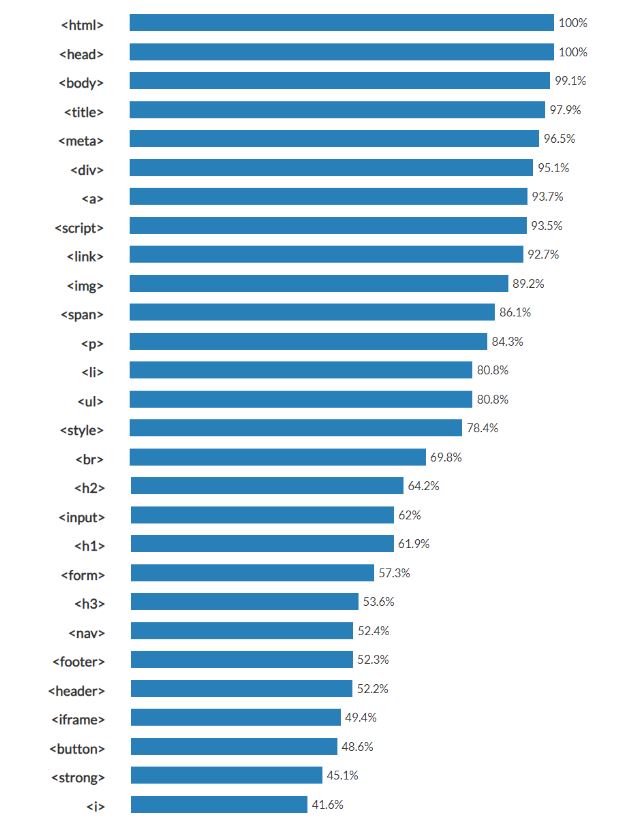 <html> 100%
<head> 100%
<body> 99.1%
<title> 97.9%
<meta> 96.5%
<div> 95.1%
<a> 93.7%
<script> 93.5%
<link> 92.7%
<img> 89.2%
<span> 86.1%
<p> 84.3%
<li> 80.8%
<ul> 80.8%
<style> 78.4%
<br> 69.8%
<h2> 64.2%
<input> 62%
<h1> 61.9%
<form> 57.3%
<h3> 53.6%
<nav> 52.4%
<footer> 52.3%
<header> 52.2%
<iframe> 49.4%
<button> 48.6%
<strong> 45.1%
<i> 41.6%